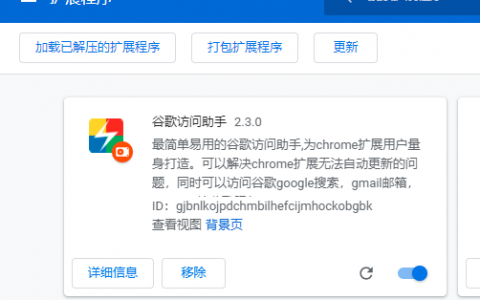 扩展程序
加载已解压的扩展程序 打包扩展程序 更新
谷歌访问助手 2.3.0
最简单易用的谷歌访问助手,为chrome扩展用户量
身打造。可以解决chrome扩展无法自动更新的问
题，同时可以访问谷歌google搜索，gmail邮箱，
ID：gjbnlkojpdchmbilhefcijmhockobgbk
查看视图 背景页
详细信息 移除